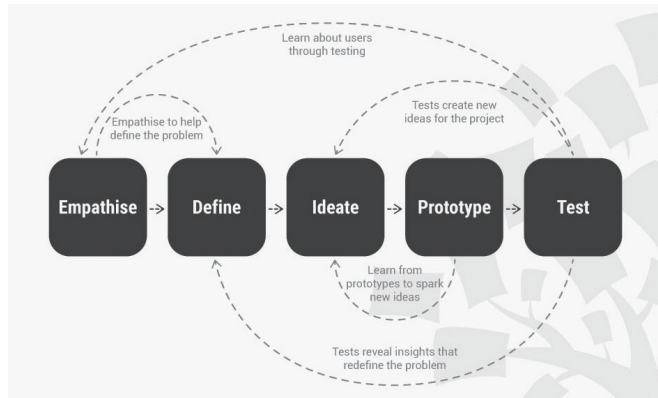 Learn about users
through testing
Tests create new
ideas for the project
Empathise to help
define the problem
Empathise
Define
Ideate
Prototype
Test
Learn from
prototypes to spark
new ideas
Tests reveal insights that
redefine the problem